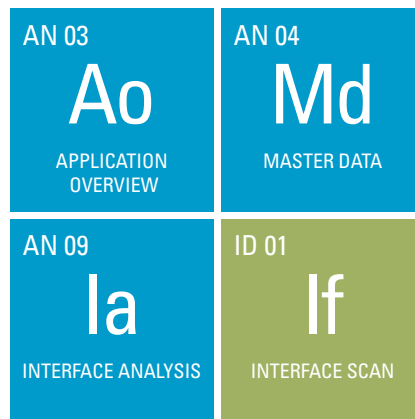 AN 03
Ao
APPLICATION
OVERVIEW
AN 04
Md
MASTER DATA
AN 09
Ia
INTERFACE ANALYSIS
ID 01
If
INTERFACE SCAN